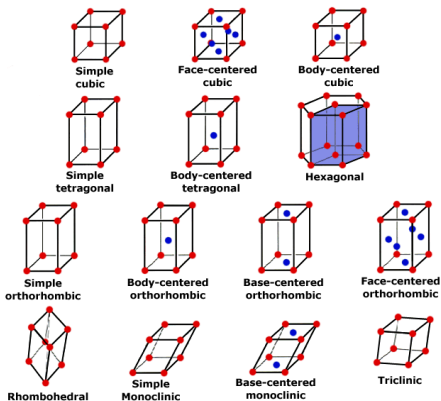 Simple
cubic
Face-centered
cubic
Body-centered
cubic
Simple
tetragonal
Body-centered
tetragonal
Hexagonal
Simple
orthorhombic
Body-centered
orthorhombic
Base-centered
orthorhombic
Face-centered
orthorhombic
Rhombohedral
Simple
Monoclinic
Base-centered
monoclinic
Triclinic